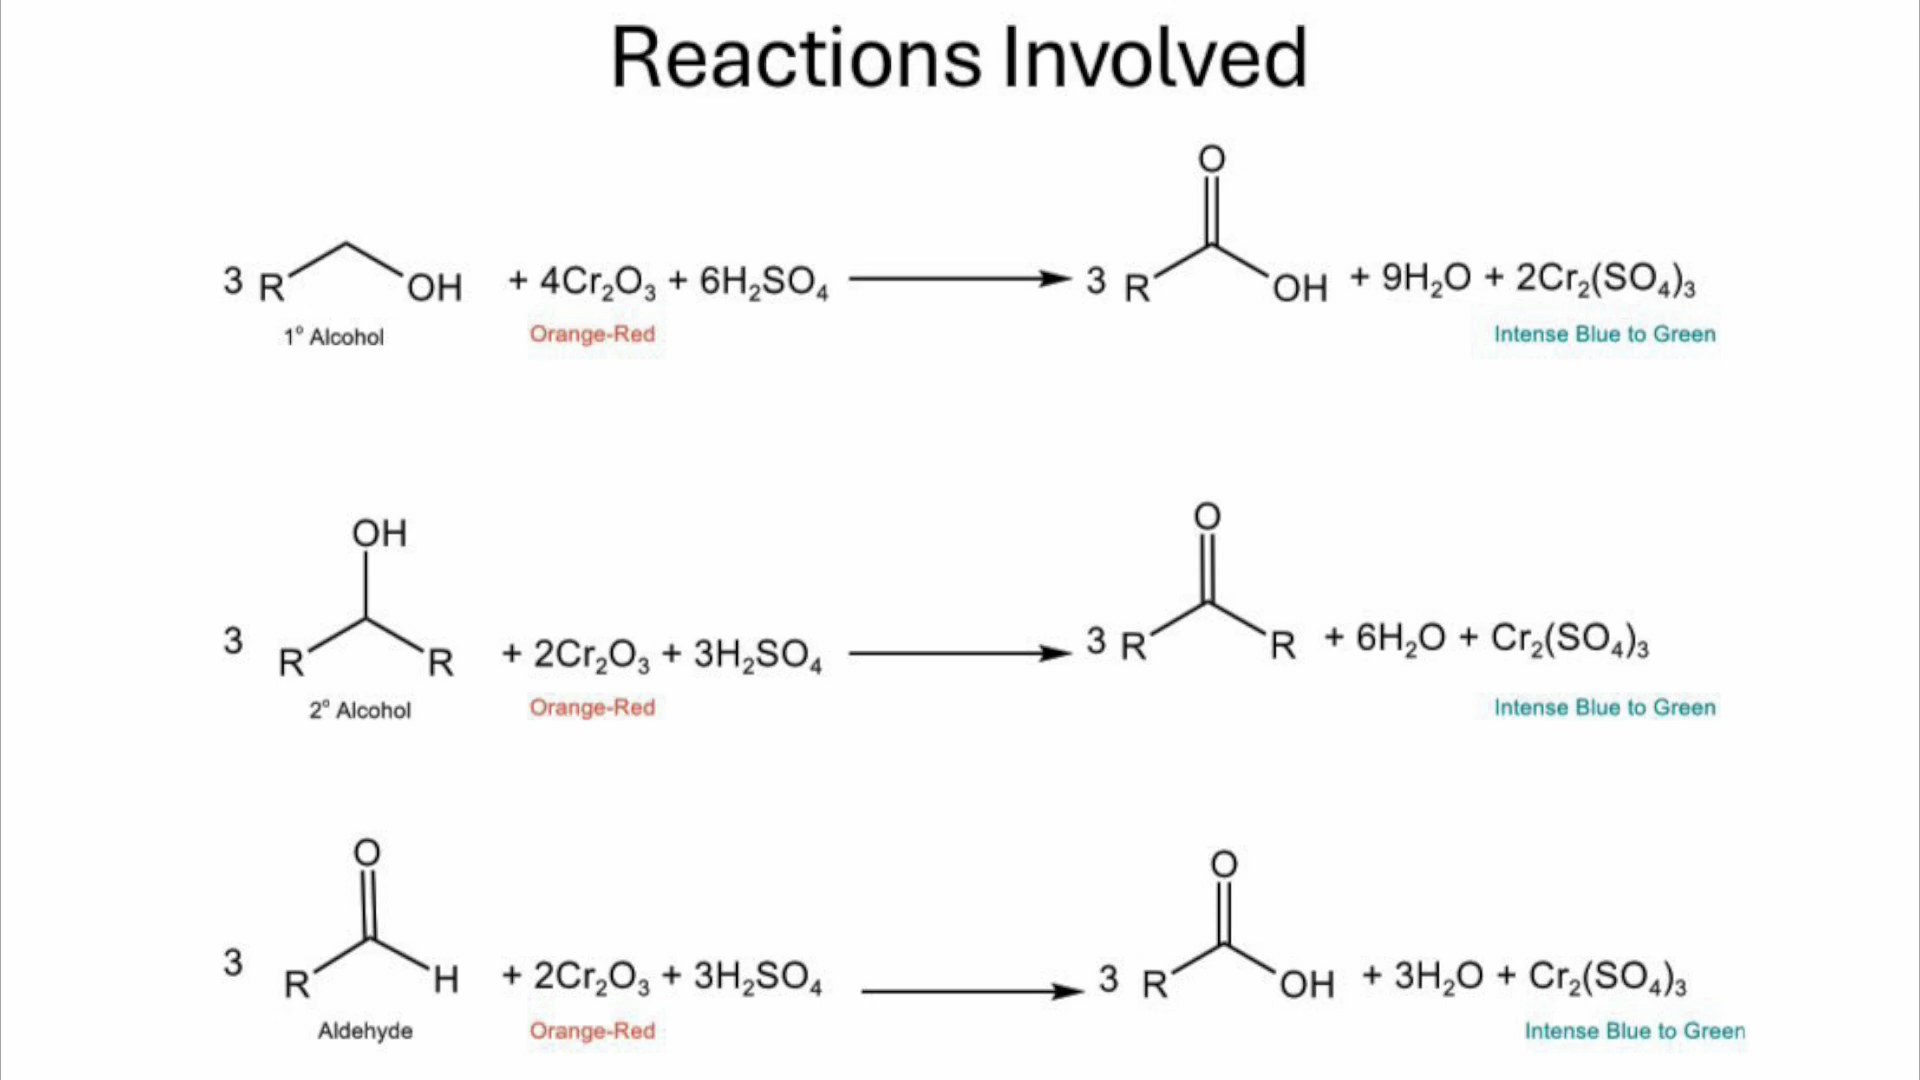 Reactions Involved
O
3 R OH + 4Cr₂O₃ + 6H₂SO₄ 3 R OH + 9H₂O + 2Cr₂(SO₄)₃
1° Alcohol Orange-Red Intense Blue to Green
OH O
3 R R + 2Cr₂O₃ + 3H₂SO₄ 3 R R + 6H₂O + Cr₂(SO₄)₃
2° Alcohol Orange-Red Intense Blue to Green
O O
3 R H + 2Cr₂O₃ + 3H₂SO₄ 3 R OH + 3H₂O + Cr₂(SO₄)₃
Aldehyde Orange-Red Intense Blue to Green